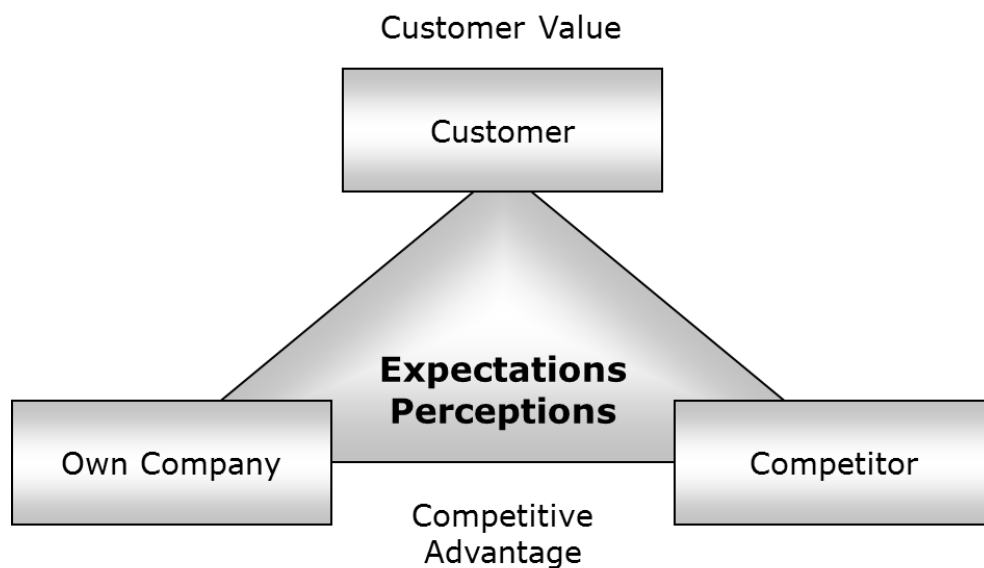 Customer Value
Customer
Expectations
Perceptions
Own Company
Competitor
Competitive
Advantage